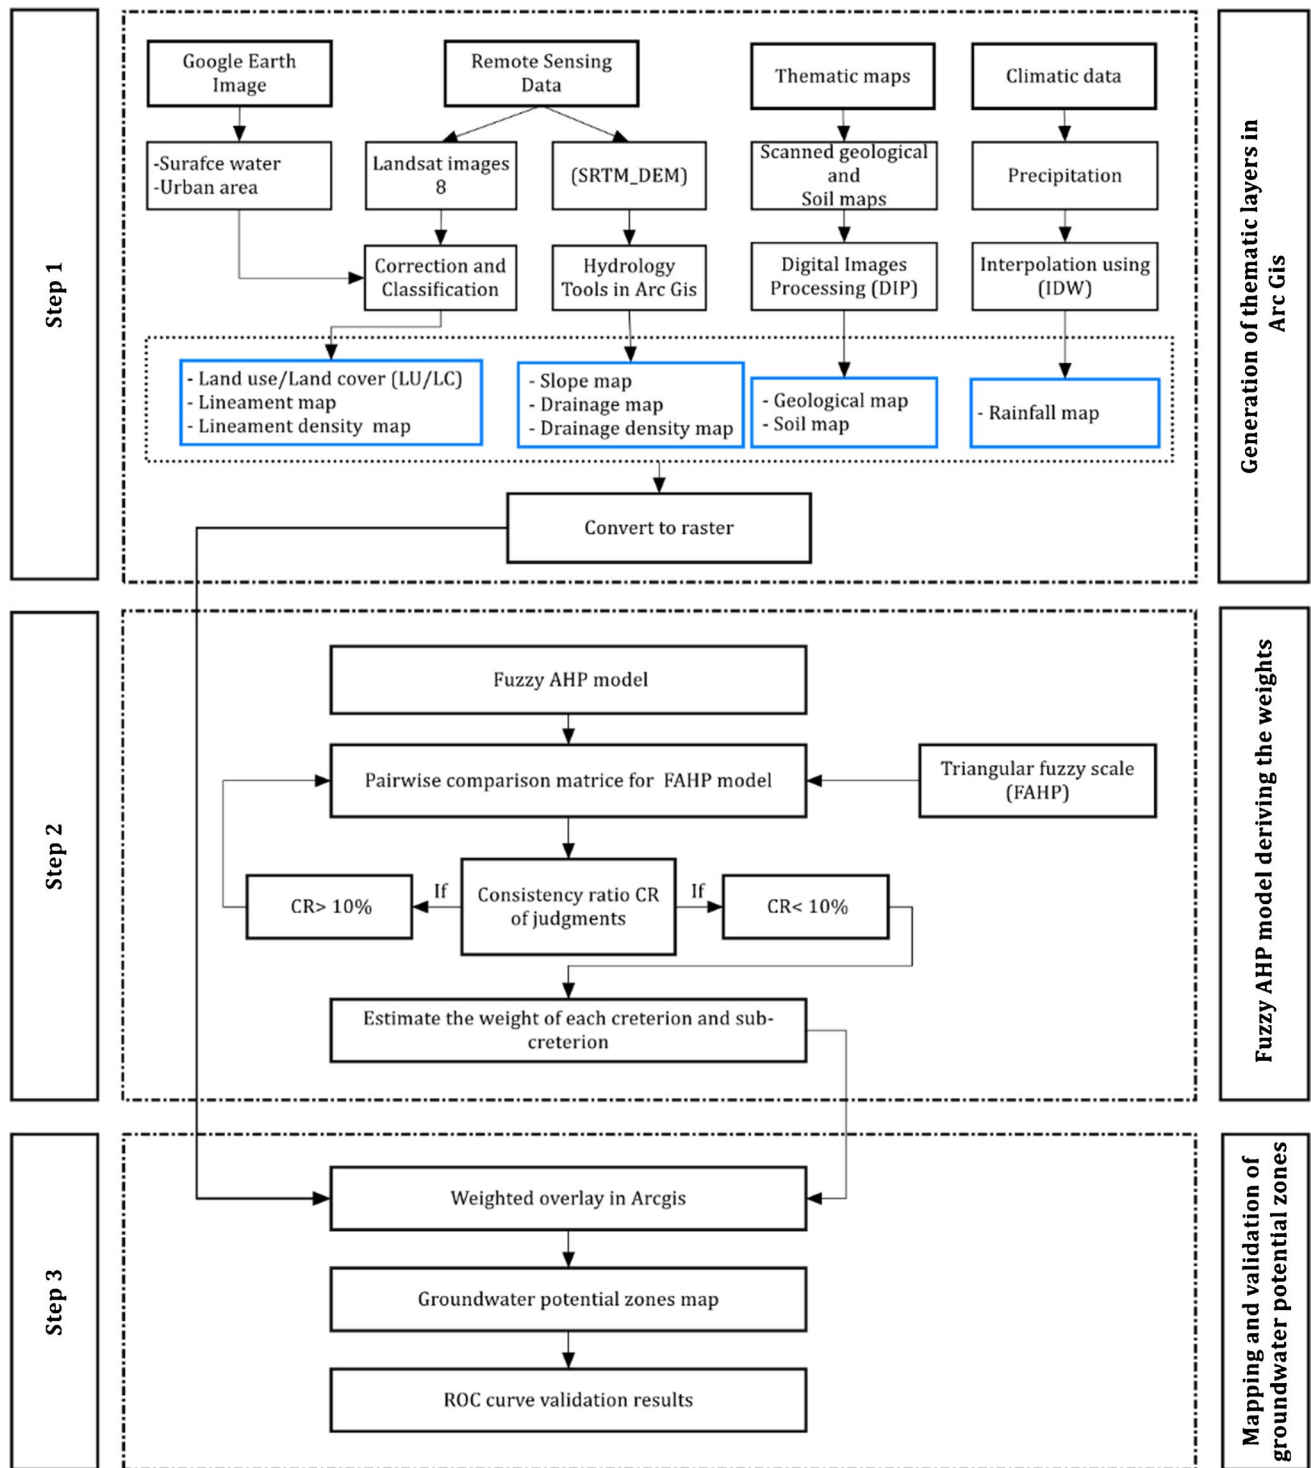 Step 1
Google Earth
Image
Remote Sensing
Data
Thematic maps
Climatic data
-Surafce water
-Urban area
Landsat images
8
(SRTM_DEM)
Scanned geological
and
Soil maps
Precipitation
Correction and
Classification
Hydrology
Tools in Arc Gis
Digital Images
Processing (DIP)
Interpolation using
(IDW)
- Land use/Land cover (LU/LC)
- Lineament map
- Lineament density map
- Slope map
- Drainage map
- Drainage density map
- Geological map
- Soil map
- Rainfall map
Convert to raster
Generation of thematic layers in
Arc Gis
Step 2
Fuzzy AHP model
Pairwise comparison matrice for FAHP model
Triangular fuzzy scale
(FAHP)
CR> 10%
If
Consistency ratio CR
of judgments
If
CR< 10%
Estimate the weight of each creterion and sub-
creterion
Fuzzy AHP model deriving the weights
Step 3
Weighted overlay in Arcgis
Groundwater potential zones map
ROC curve validation results
Mapping and validation of
groundwater potential zones